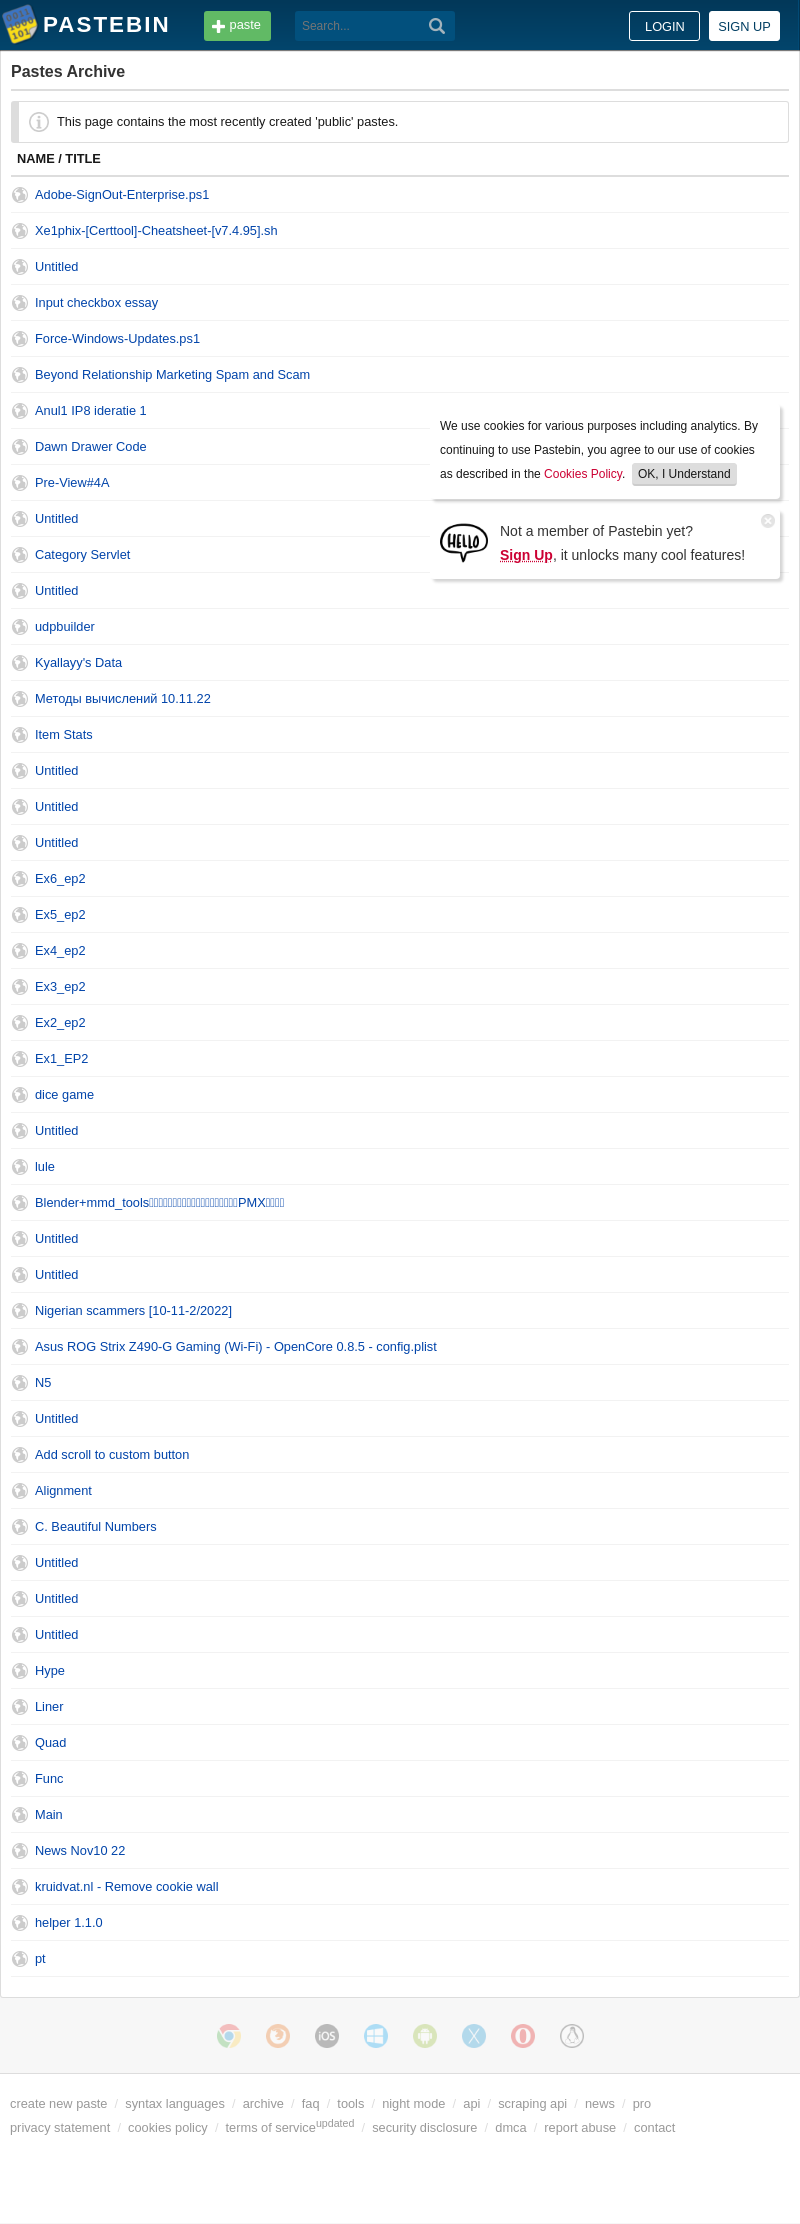 PASTEBIN
paste
Search...
LOGIN
SIGN UP
Pastes Archive
This page contains the most recently created 'public' pastes.
NAME / TITLE
Adobe-SignOut-Enterprise.ps1
Xe1phix-[Certtool]-Cheatsheet-[v7.4.95].sh
Untitled
Input checkbox essay
Force-Windows-Updates.ps1
Beyond Relationship Marketing Spam and Scam
Anul1 IP8 ideratie 1
Dawn Drawer Code
Pre-View#4A
Untitled
Category Servlet
Untitled
We use cookies for various purposes including analytics. By
continuing to use Pastebin, you agree to our use of cookies
as described in the Cookies Policy. OK, I Understand
HELLO
Not a member of Pastebin yet?
Sign Up, it unlocks many cool features!
udpbuilder
Kyallayy's Data
Методы вычислений 10.11.22
Item Stats
Untitled
Untitled
Untitled
Ex6_ep2
Ex5_ep2
Ex4_ep2
Ex3_ep2
Ex2_ep2
Ex1_EP2
dice game
Untitled
lule
Blender+mmd_tools PMX
Untitled
Untitled
Nigerian scammers [10-11-2/2022]
Asus ROG Strix Z490-G Gaming (Wi-Fi) - OpenCore 0.8.5 - config.plist
N5
Untitled
Add scroll to custom button
Alignment
C. Beautiful Numbers
Untitled
Untitled
Untitled
Hype
Liner
Quad
Func
Main
News Nov10 22
kruidvat.nl - Remove cookie wall
helper 1.1.0
pt
iOS
create new paste / syntax languages / archive / faq / tools / night mode / api / scraping api / news / pro
privacy statement / cookies policy / terms of service updated / security disclosure / dmca / report abuse / contact